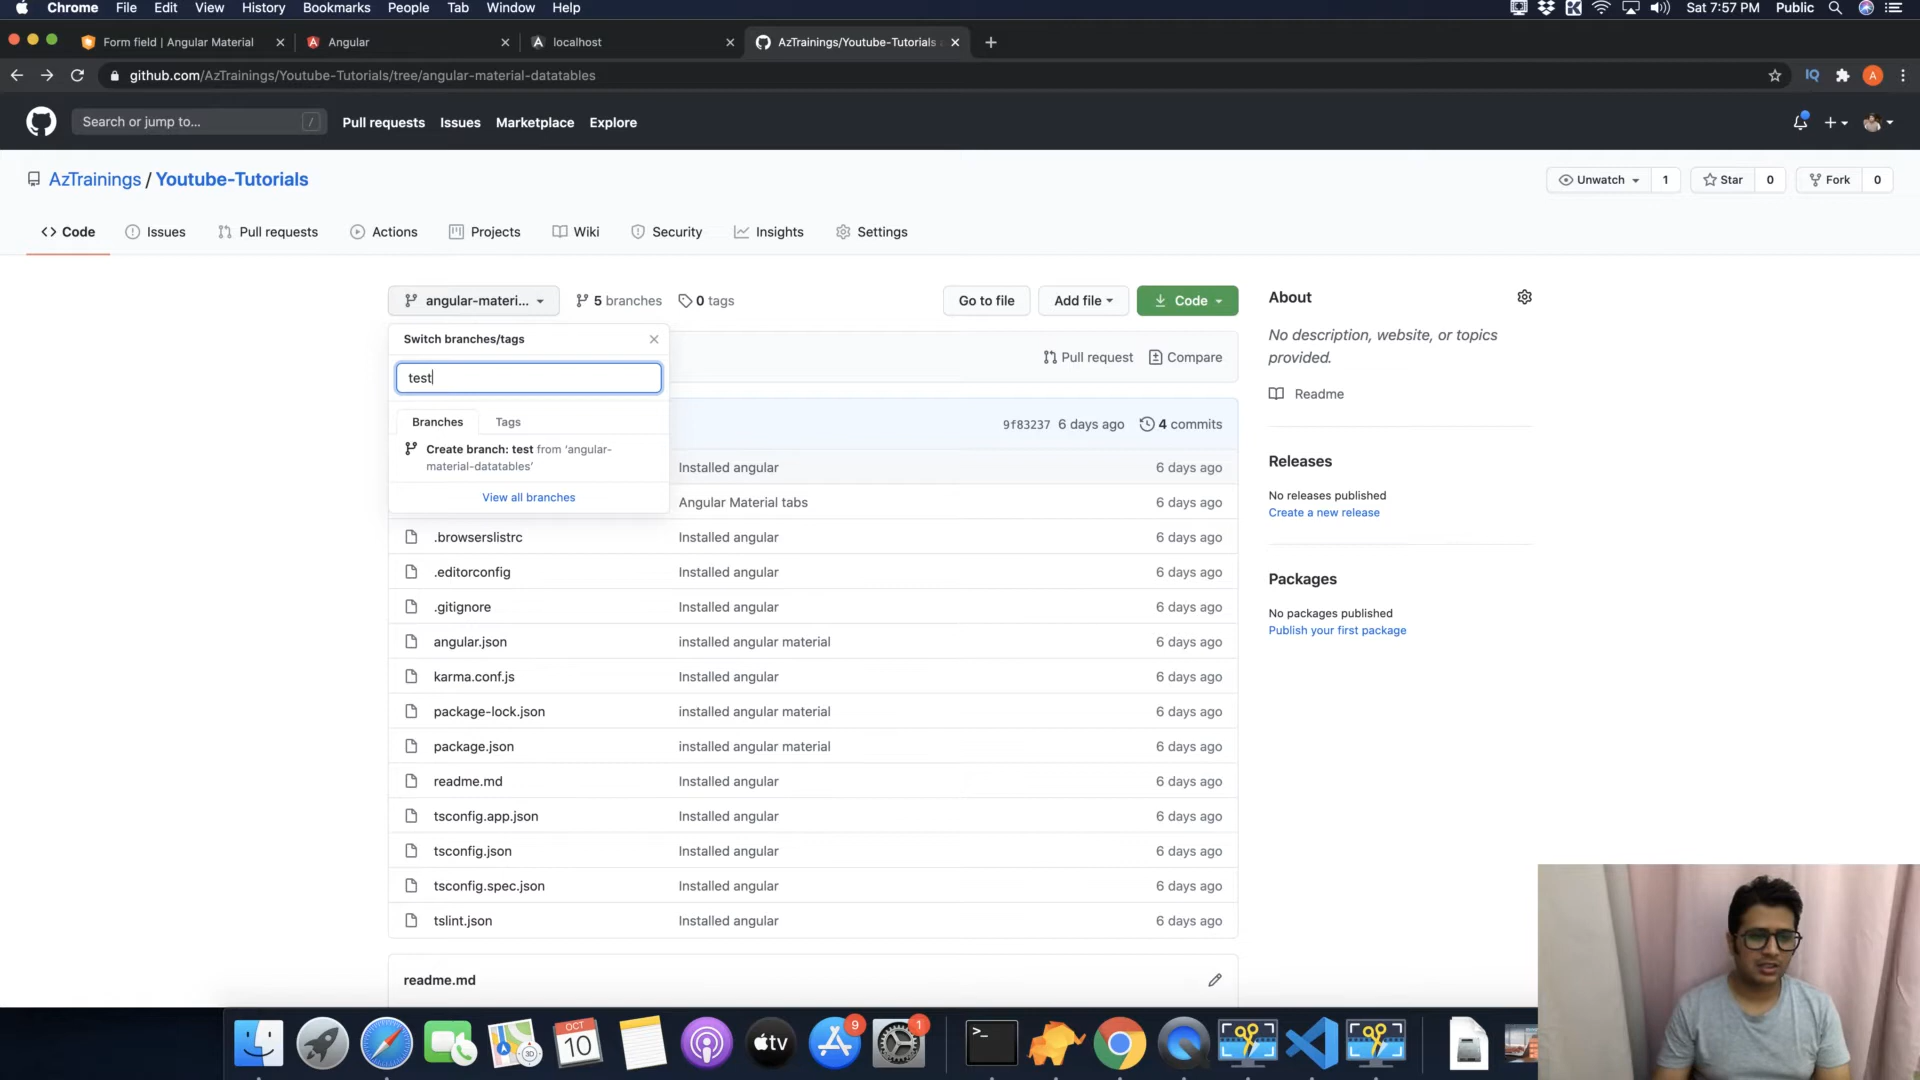 Chrome File Edit View History Bookmarks People Tab Window Help
Sat 7:57 PM Public
Form field | Angular Material
Angular
localhost
AzTrainings/Youtube-Tutorials
github.com/AzTrainings/Youtube-Tutorials/tree/angular-material-datatables
IQ
A
Search or jump to...
/
Pull requests Issues Marketplace Explore
AzTrainings / Youtube-Tutorials
Unwatch 1
Star 0
Fork 0
Code
Issues
Pull requests
Actions
Projects
Wiki
Security
Insights
Settings
angular-materi...
5 branches
0 tags
Go to file
Add file
Code
About
No description, website, or topics
provided.
Readme
Switch branches/tags
test
Branches
Tags
Create branch: test from ‘angular-
material-datatables’
View all branches
Pull request
Compare
9f83237 6 days ago 4 commits
Installed angular 6 days ago
Angular Material tabs 6 days ago
.browserslistrc Installed angular 6 days ago
.editorconfig Installed angular 6 days ago
.gitignore Installed angular 6 days ago
angular.json installed angular material 6 days ago
karma.conf.js Installed angular 6 days ago
package-lock.json installed angular material 6 days ago
package.json installed angular material 6 days ago
readme.md Installed angular 6 days ago
tsconfig.app.json Installed angular 6 days ago
tsconfig.json Installed angular 6 days ago
tsconfig.spec.json Installed angular 6 days ago
tslint.json Installed angular 6 days ago
readme.md
Releases
No releases published
Create a new release
Packages
No packages published
Publish your first package
OCT
10
tv
9
1
>_